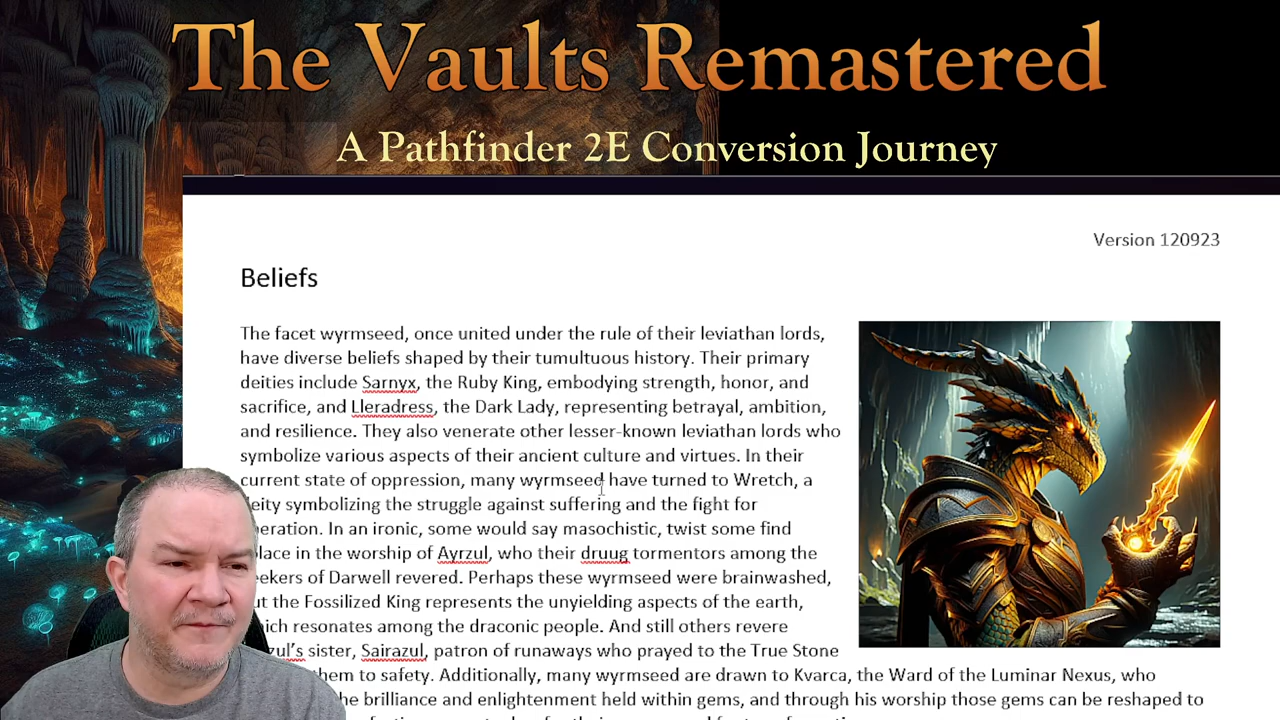 The Vaults Remastered
A Pathfinder 2E Conversion Journey
Version 120923
Beliefs
The facet wyrmseed, once united under the rule of their leviathan lords,
have diverse beliefs shaped by their tumultuous history. Their primary
deities include Sarnyx, the Ruby King, embodying strength, honor, and
sacrifice, and Lleradress, the Dark Lady, representing betrayal, ambition,
and resilience. They also venerate other lesser-known leviathan lords who
symbolize various aspects of their ancient culture and virtues. In their
current state of oppression, many wyrmseed have turned to Wretch, a
eity symbolizing the struggle against suffering and the fight for
eration. In an ironic, some would say masochistic, twist some find
lace in the worship of Ayrzul, who their druug tormentors among the
eekers of Darwell revered. Perhaps these wyrmseed were brainwashed,
ut the Fossilized King represents the unyielding aspects of the earth,
ich resonates among the draconic people. And still others revere
zul's sister, Sairazul, patron of runaways who prayed to the True Stone
them to safety. Additionally, many wyrmseed are drawn to Kvarca, the Ward of the Luminar Nexus, who
he brilliance and enlightenment held within gems, and through his worship those gems can be reshaped to